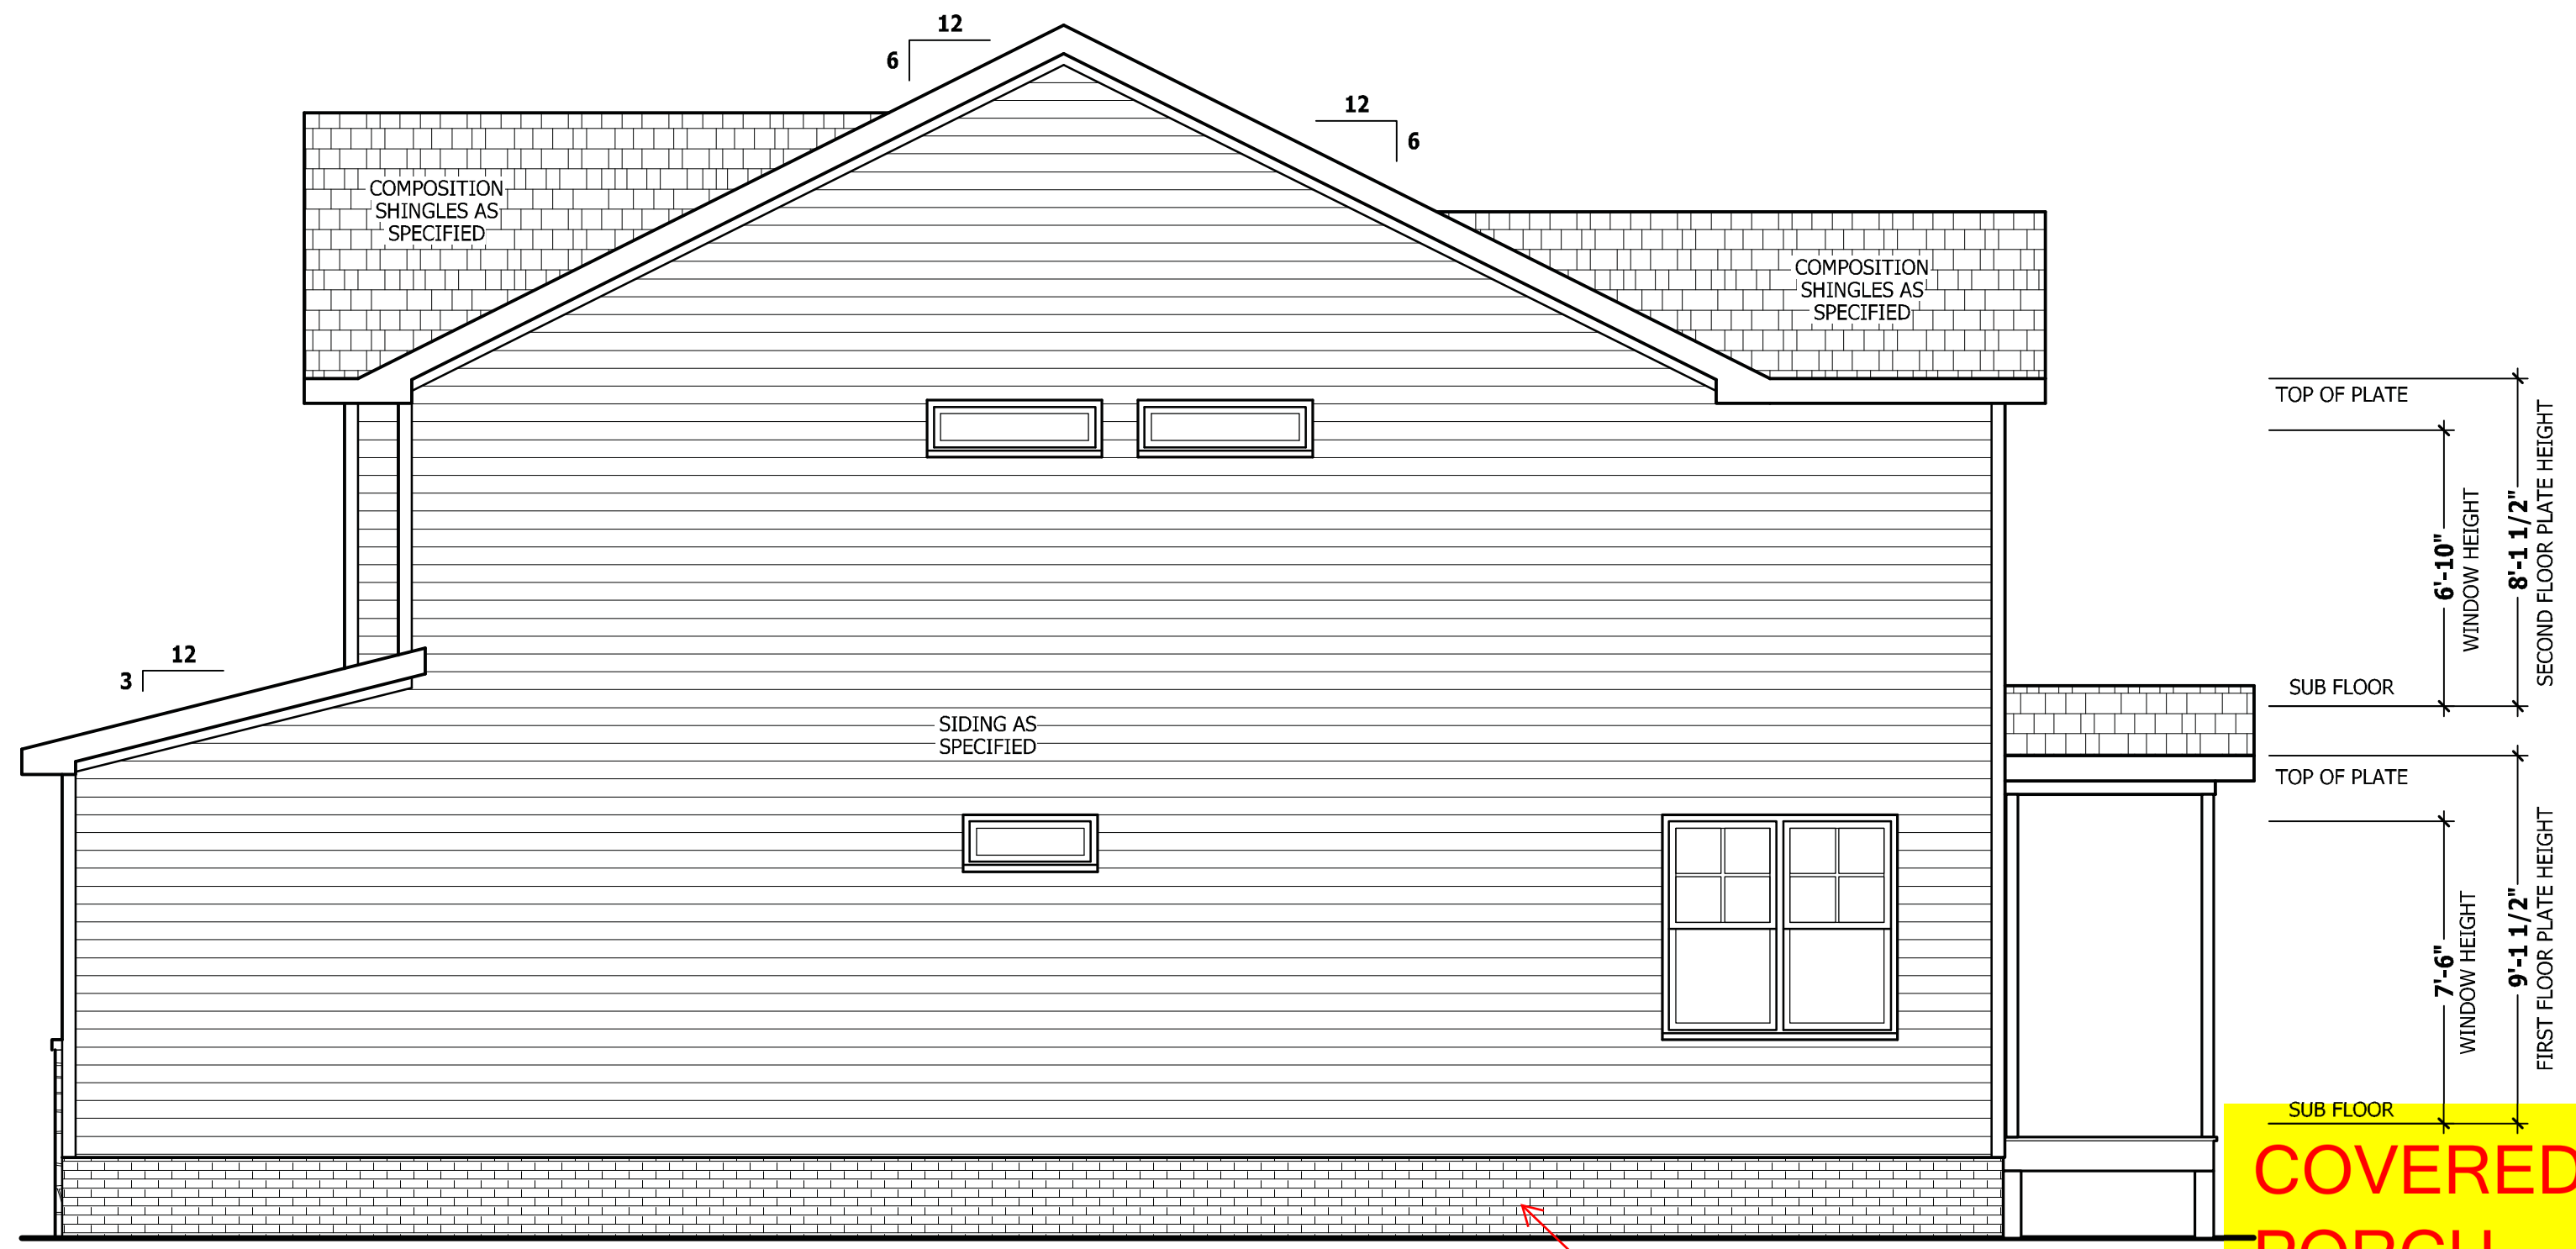 12
6
12
6
COMPOSITION
SHINGLES AS
SPECIFIED
COMPOSITION
SHINGLES AS
SPECIFIED
TOP OF PLATE
6'-10"
WINDOW HEIGHT
8'-1 1/2"
SECOND FLOOR PLATE HEIGHT
12
3
SUB FLOOR
SIDING AS
SPECIFIED
TOP OF PLATE
7'-6"
WINDOW HEIGHT
9'-1 1/2"
FIRST FLOOR PLATE HEIGHT
SUB FLOOR
COVERED
PORCH